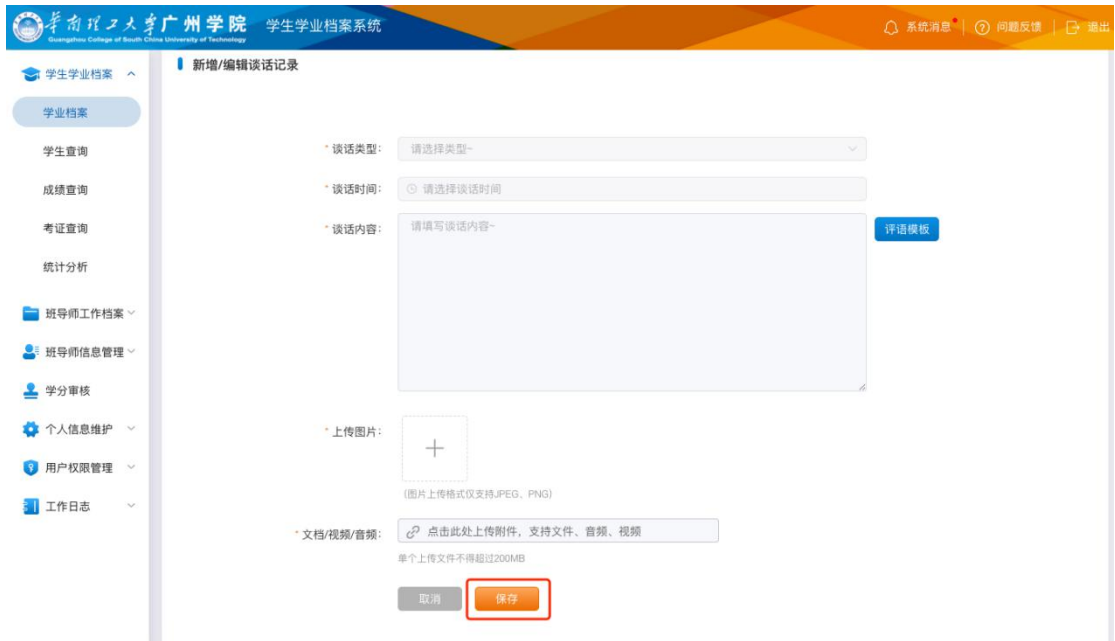 华南理工大学广州学院 学生学业档案系统 系统消息 | 问题反馈 | 退出
Guangzhou College of South China University of Technology
学生学业档案
学业档案
学生查询
成绩查询
考证查询
统计分析
班导师工作档案
班导师信息管理
学分审核
个人信息维护
用户权限管理
工作日志
新增/编辑谈话记录
*谈话类型: 请选择类型~
*谈话时间: 请选择谈话时间
*谈话内容: 请填写谈话内容~ 评语模板
*上传图片:
(图片上传格式仅支持JPEG、PNG)
*文档/视频/音频: 点击此处上传附件，支持文件、音频、视频
单个上传文件不得超过200MB
取消 保存